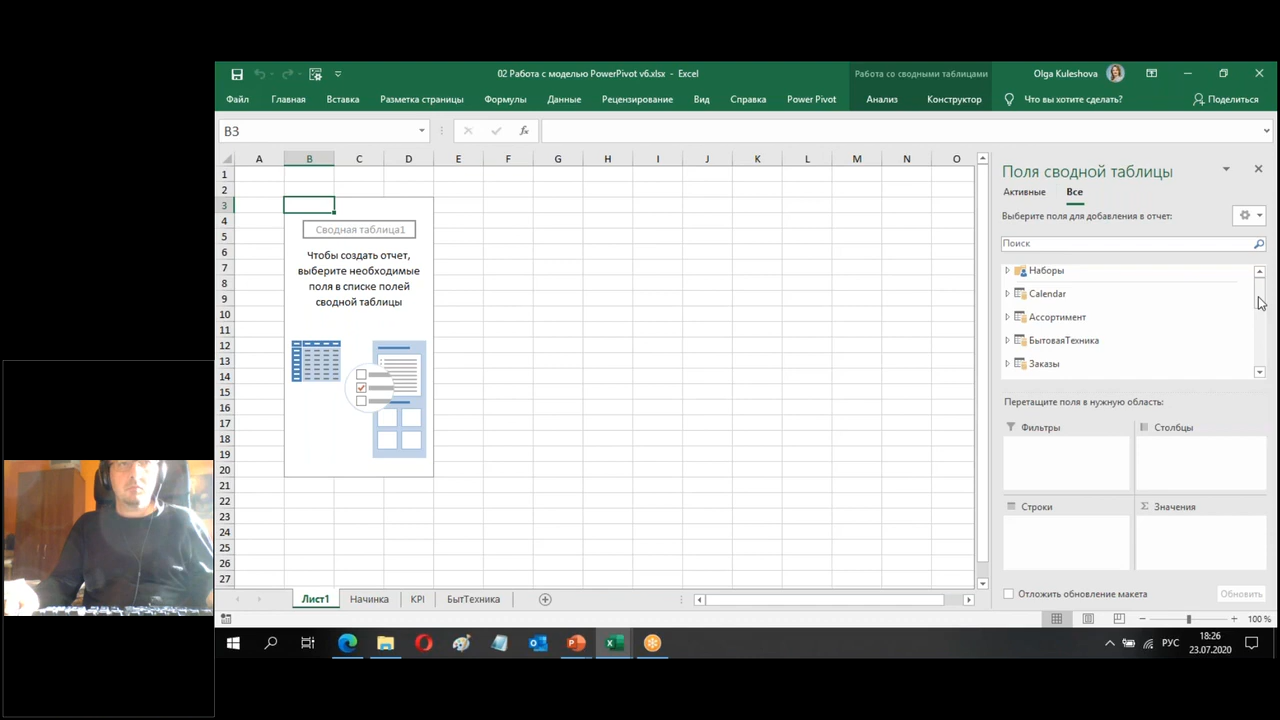 02 Работа с моделью PowerPivot v6.xlsx - Excel
Работа со сводными таблицами
Olga Kuleshova
Файл
Главная
Вставка
Разметка страницы
Формулы
Данные
Рецензирование
Вид
Справка
Power Pivot
Анализ
Конструктор
Что вы хотите сделать?
Поделиться
B3
fx
A B C D E F G H I J K L M N O
1
2
3
4
5
6
7
8
9
10
11
12
13
14
15
16
17
18
19
20
21
22
23
24
25
26
27
Сводная таблица1
Чтобы создать отчет,
выберите необходимые
поля в списке полей
сводной таблицы
Поля сводной таблицы
Активные
Все
Выберите поля для добавления в отчет:
Поиск
Наборы
Calendar
Ассортимент
БытоваяТехника
Заказы
Перетащите поля в нужную область:
Фильтры
Столбцы
Строки
Σ Значения
Отложить обновление макета
Обновить
Лист1
Начинка
KPI
БытТехника
100 %
РУС
18:26
23.07.2020